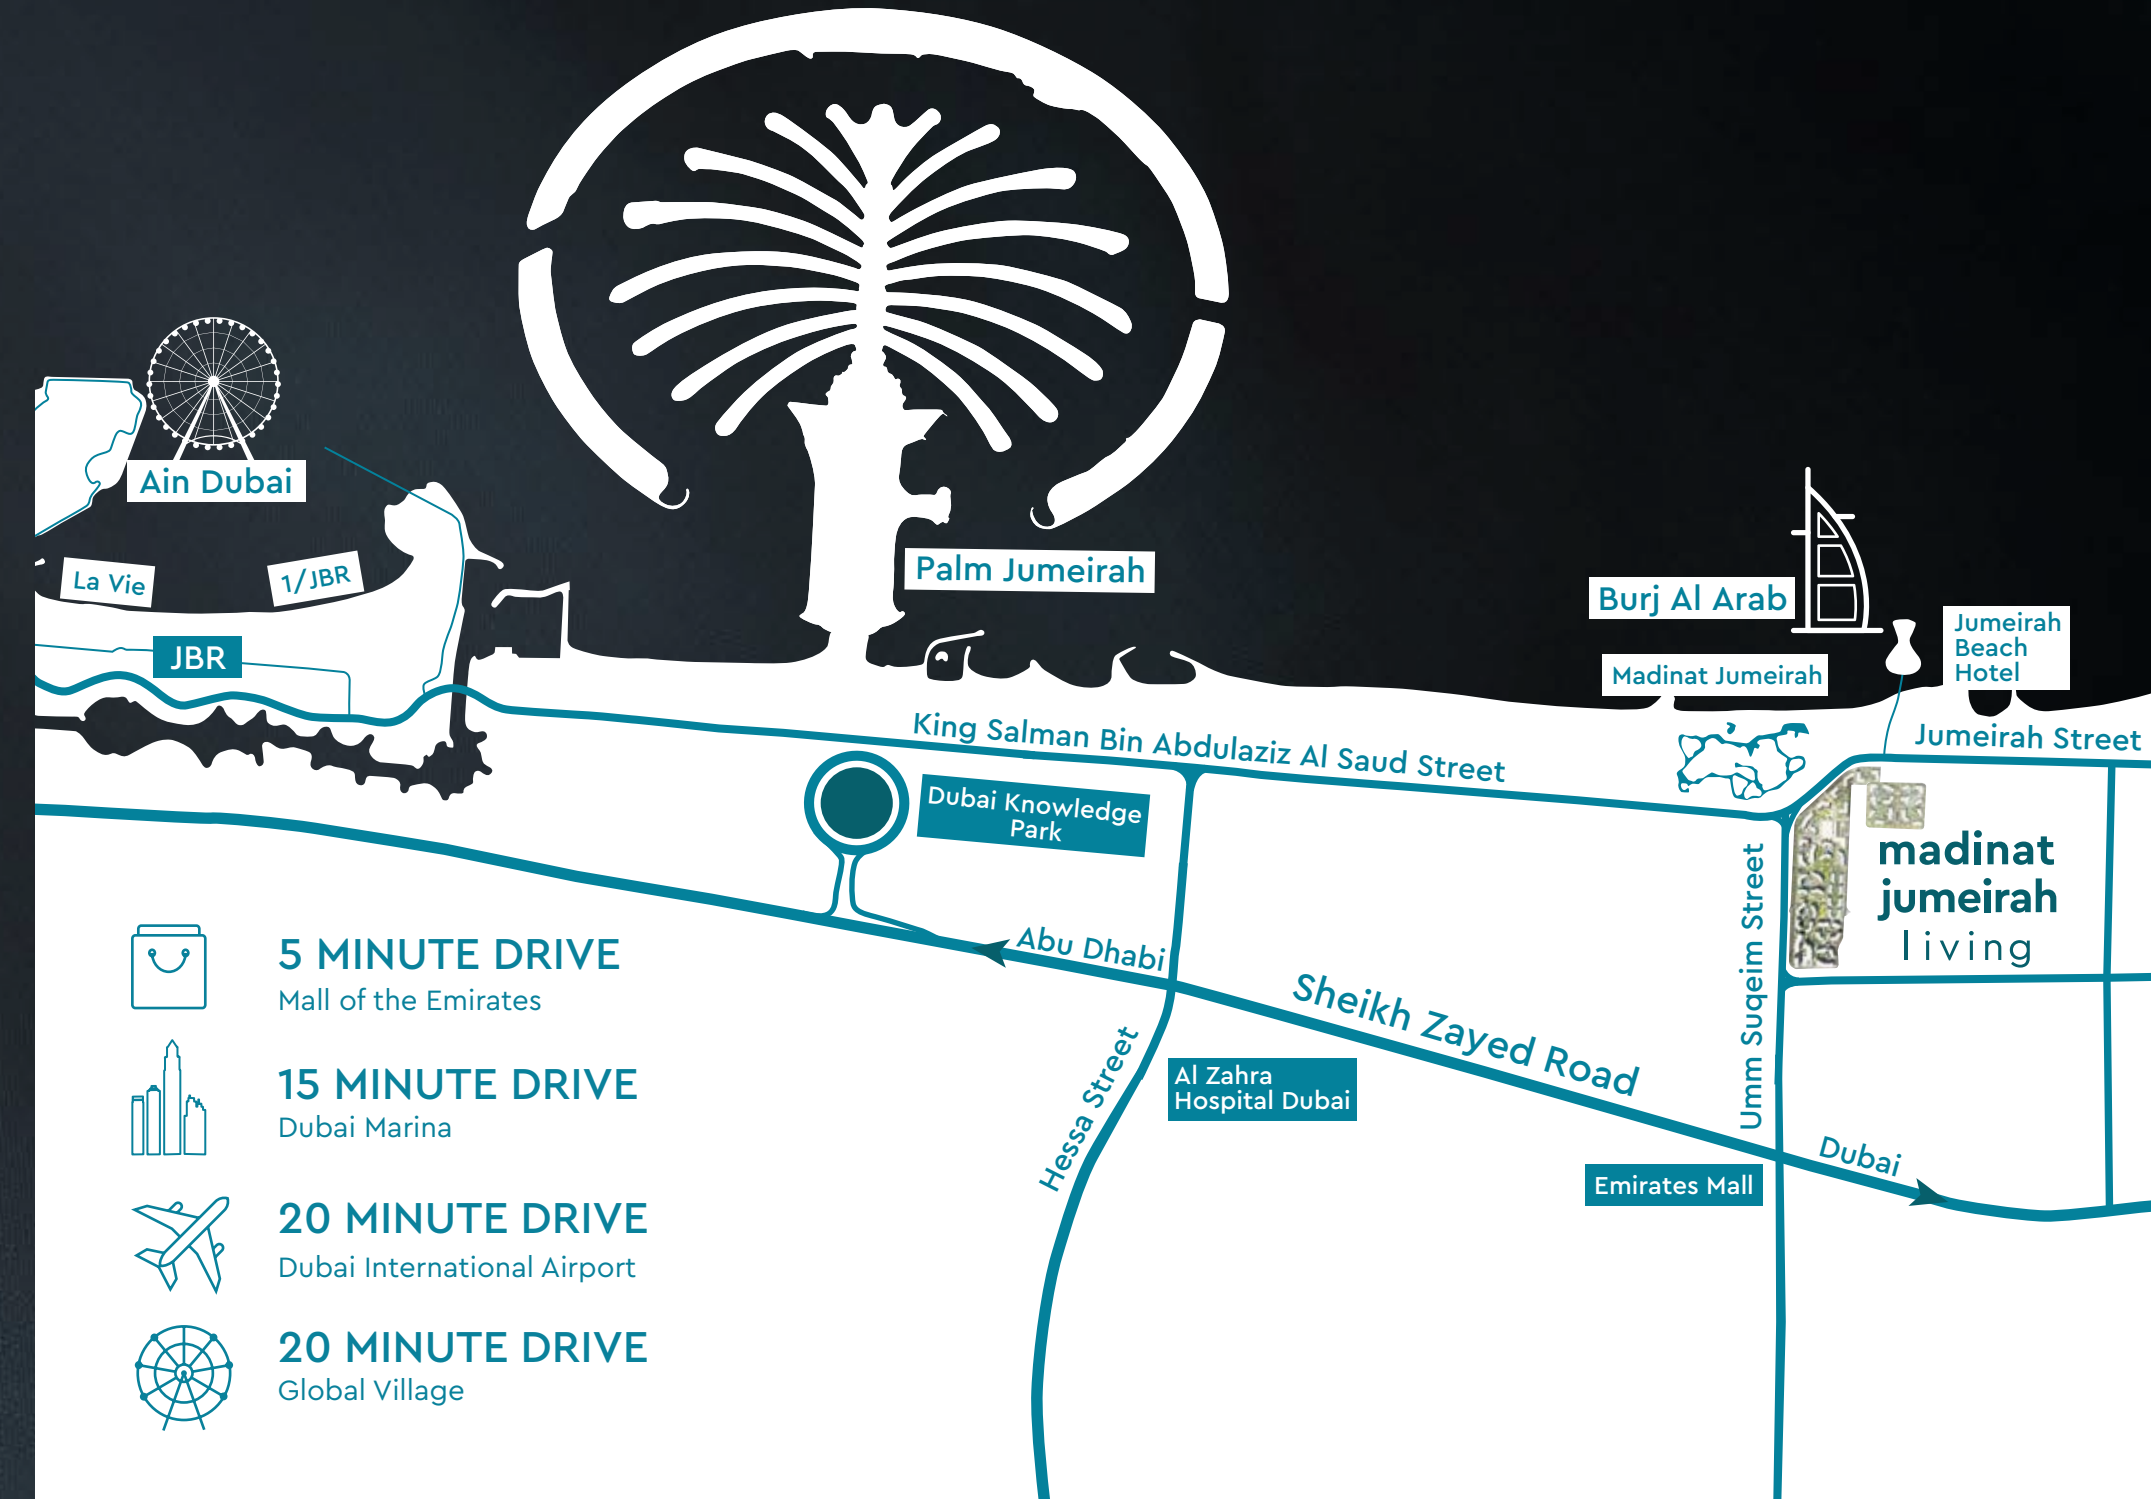 Ain Dubai
La Vie
1/JBR
JBR
Palm Jumeirah
Burj Al Arab
Madinat Jumeirah
Jumeirah
Beach
Hotel
Jumeirah Street
King Salman Bin Abdulaziz Al Saud Street
Dubai Knowledge
Park
madinat
jumeirah
living
Umm Suqeim Street
Abu Dhabi
Sheikh Zayed Road
Hessa Street
Al Zahra
Hospital Dubai
Dubai
Emirates Mall
5 MINUTE DRIVE
Mall of the Emirates
15 MINUTE DRIVE
Dubai Marina
20 MINUTE DRIVE
Dubai International Airport
20 MINUTE DRIVE
Global Village